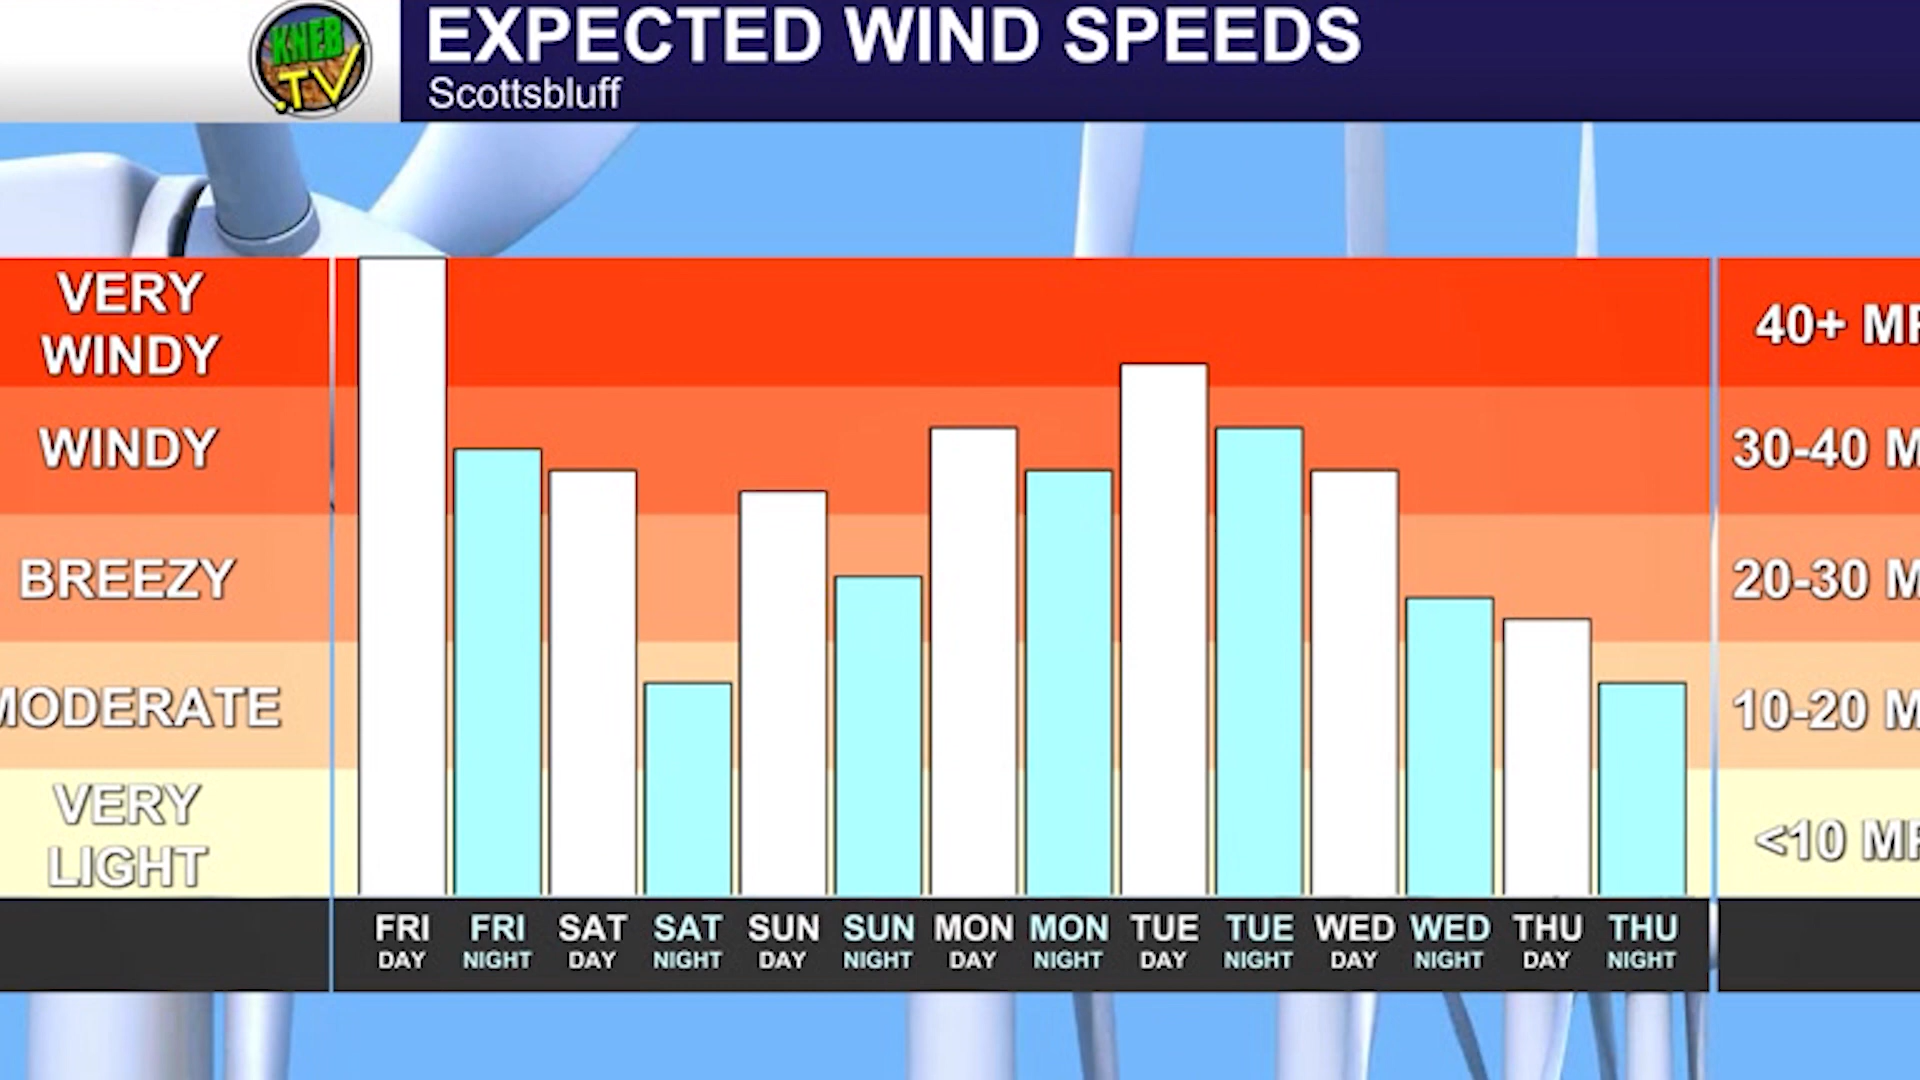 KNEB
.TV
EXPECTED WIND SPEEDS
Scottsbluff
VERY
WINDY
40+
WINDY
30-40
BREEZY
20-30
MODERATE
10-20
VERY
LIGHT
<10
FRI FRI SAT SAT SUN SUN MON MON TUE TUE WED WED THU THU
DAY NIGHT DAY NIGHT DAY NIGHT DAY NIGHT DAY NIGHT DAY NIGHT DAY NIGHT